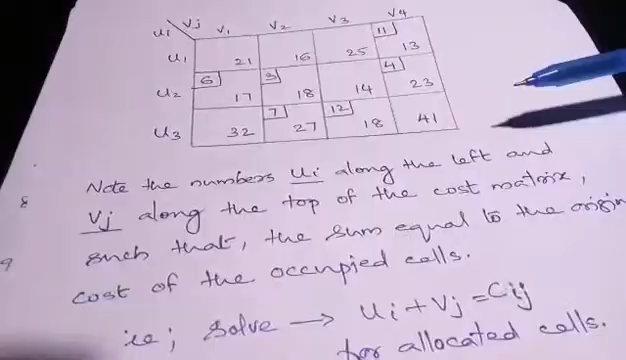 ui vj v1 v2 v3 v4
u1 21 16 25 11 13
u2 6 17 3 18 14 4 23
u3 32 7 27 12 18 41
Note the numbers ui along the left and
vj along the top of the cost matrix,
such that, the sum equal to the origin
cost of the occupied cells.
ie; solve → ui + vj = cij
for allocated cells.